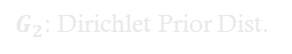 G₂: Dirichlet Prior Dist.